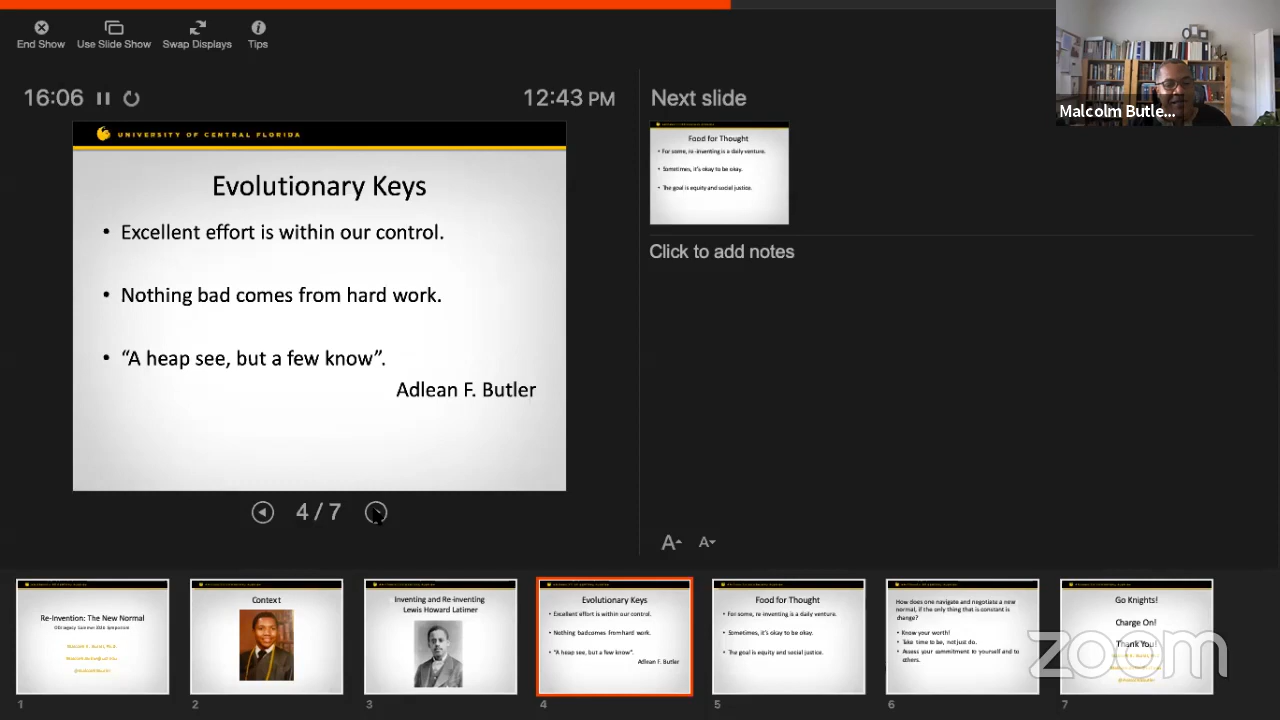 End Show
Use Slide Show
Swap Displays
Tips
16:06
12:43 PM
Next slide
Malcolm Butle...
UNIVERSITY OF CENTRAL FLORIDA
Evolutionary Keys
• Excellent effort is within our control.
• Nothing bad comes from hard work.
• “A heap see, but a few know”.
Adlean F. Butler
Food for Thought
• For some, re-inventing is a daily venture.
• Sometimes, it's okay to be okay.
• The goal is equity and social justice.
Click to add notes
4 / 7
A
A
Re-Invention: The New Normal
1
Context
2
Inventing and Re-inventing
Lewis Howard Latimer
3
Evolutionary Keys
• Excellent effort is within our control.
• Nothing bad comes from hard work.
• “A heap see, but a few know”.
Adlean F. Butler
4
Food for Thought
• For some, re-inventing is a daily venture.
• Sometimes, it's okay to be okay.
• The goal is equity and social justice.
5
How does one navigate and negotiate a new
normal, if the only thing that is constant is
change?
• Know your worth!
• Take time to be, not just do.
• Assess your commitment to yourself and to
others.
6
Go Knights!
Charge On!
Thank You!
7
zoom